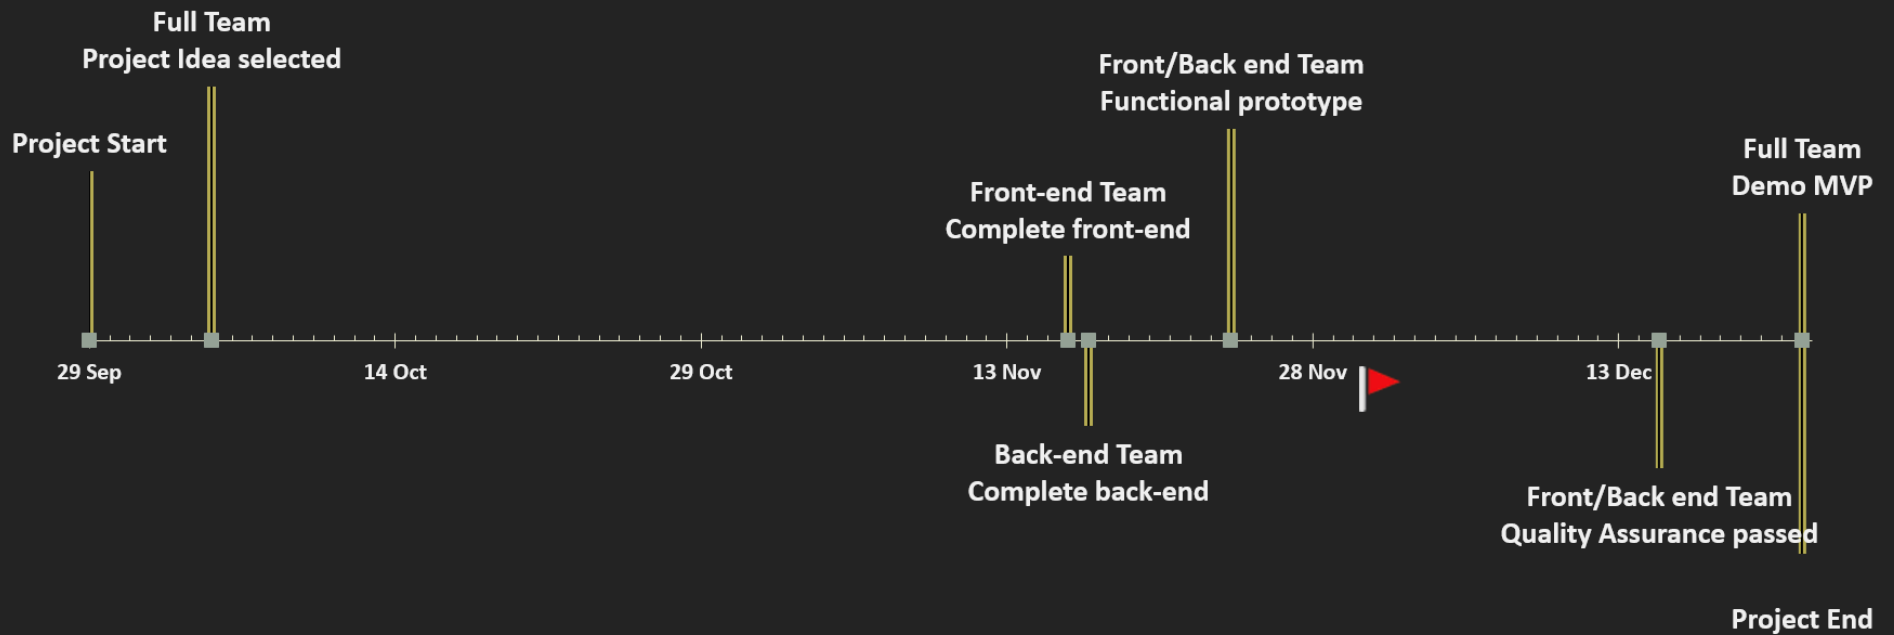 Full Team
Project Idea selected
Project Start
Front/Back end Team
Functional prototype
Full Team
Demo MVP
Front-end Team
Complete front-end
29 Sep
14 Oct
29 Oct
13 Nov
28 Nov
13 Dec
Back-end Team
Complete back-end
Front/Back end Team
Quality Assurance passed
Project End